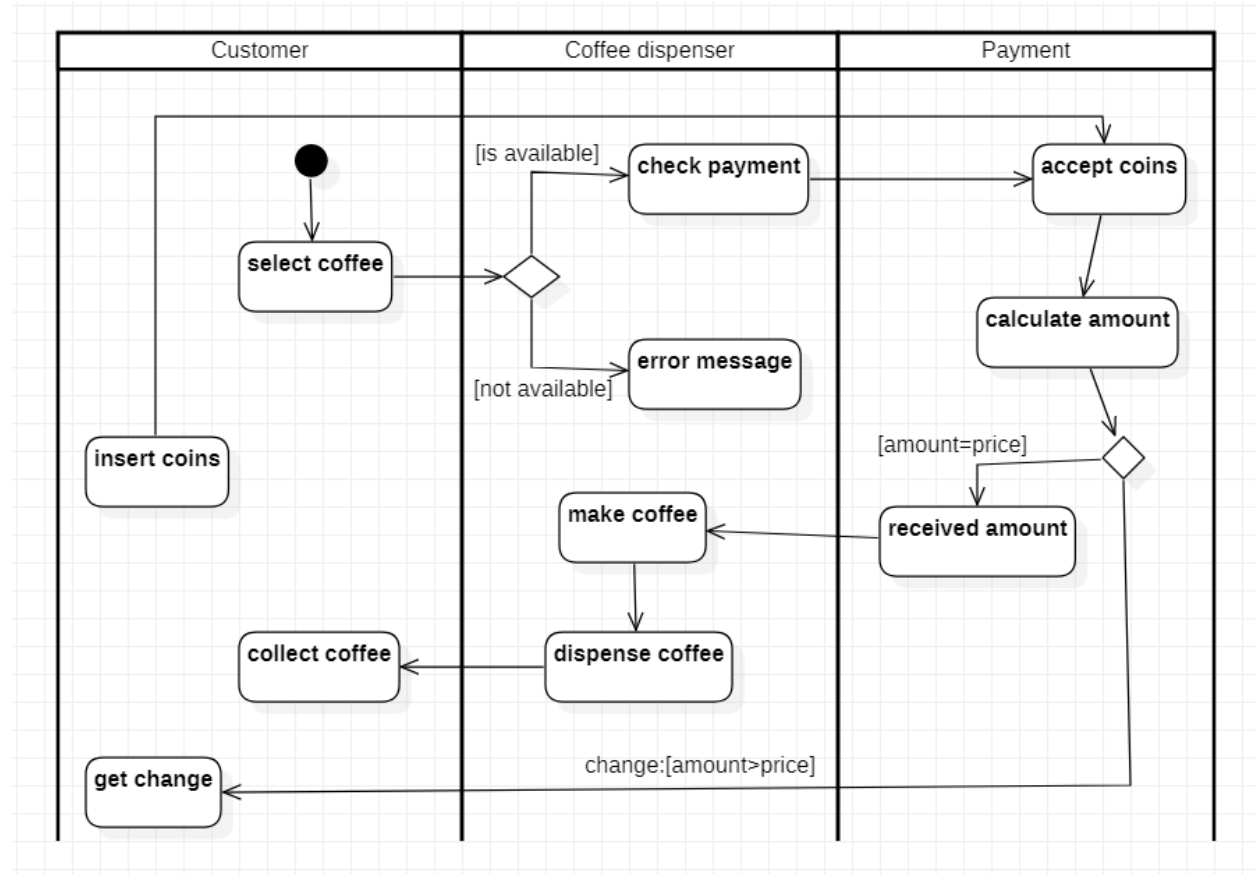 Customer
Coffee dispenser
Payment
[is available]
check payment
accept coins
select coffee
calculate amount
error message
[not available]
insert coins
[amount=price]
make coffee
received amount
collect coffee
dispense coffee
change:[amount>price]
get change